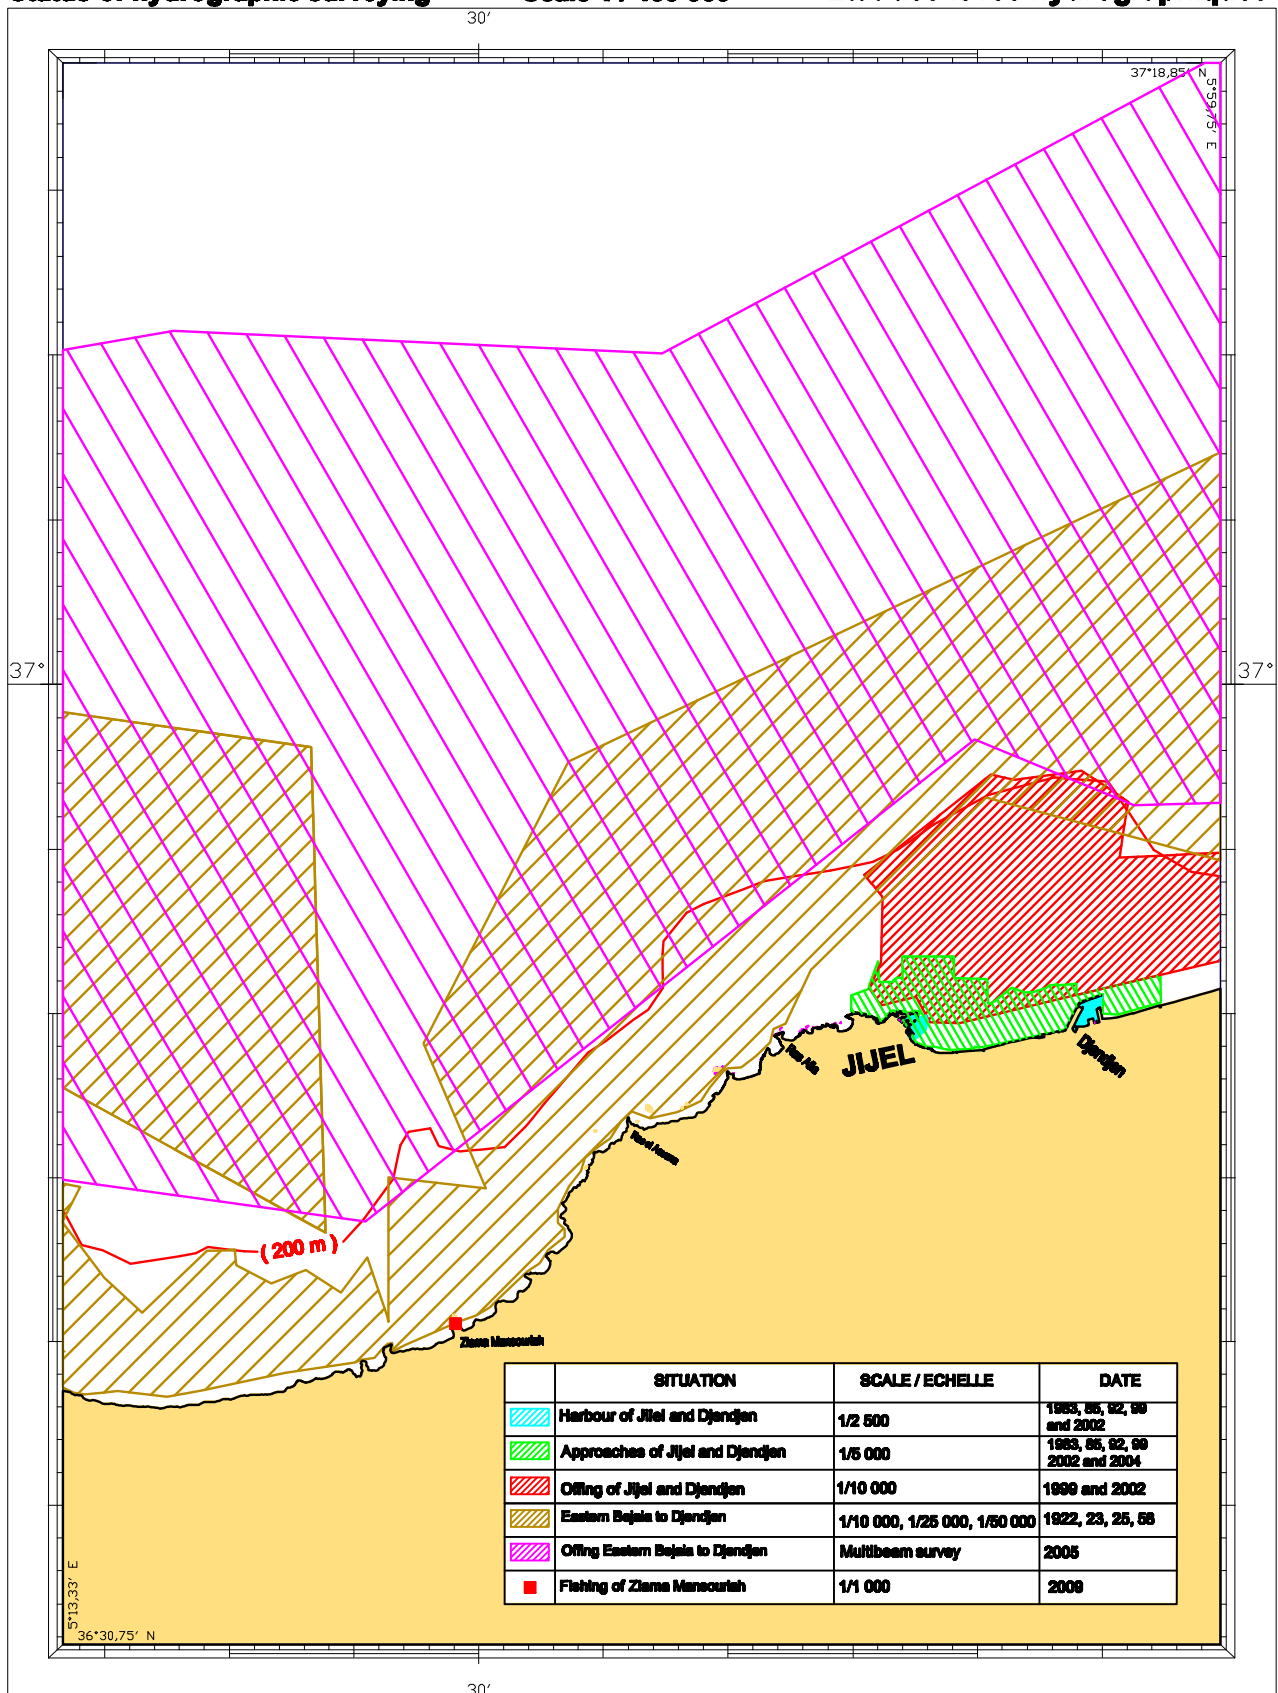 30'
37°18,85' N
5°59,75' E
37°
37°
JIJEL
Djendjen
( 200 m )
Ziama Mansouriah
SITUATION SCALE / ECHELLE DATE
Harbour of Jijel and Djendjen 1/2 500 1983, 85, 92, 99
and 2002
Approaches of Jijel and Djendjen 1/5 000 1983, 85, 92, 99
2002 and 2004
Offing of Jijel and Djendjen 1/10 000 1999 and 2002
Eastern Bejaia to Djendjen 1/10 000, 1/25 000, 1/50 000 1922, 23, 25, 58
Offing Eastern Bejaia to Djendjen Multibeam survey 2005
Fishing of Ziama Mansouriah 1/1 000 2009
5°13,33' E
36°30,75' N
30'